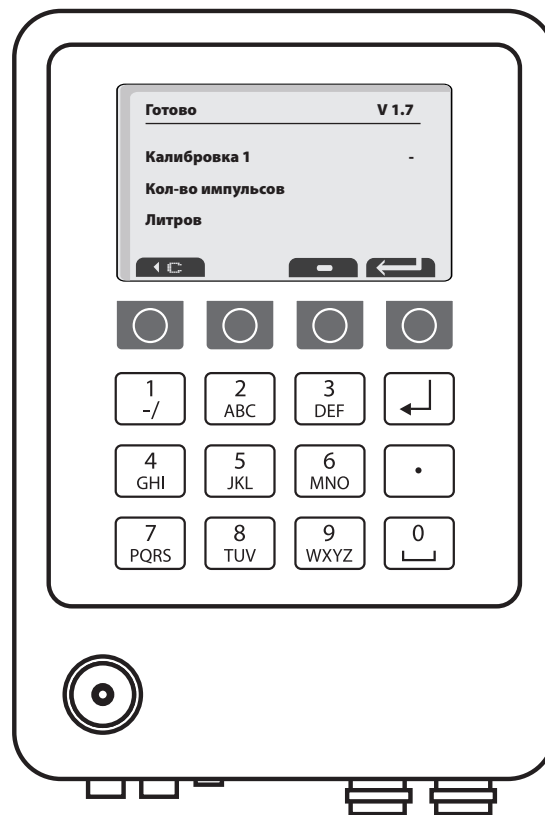 Готово V 1.7
Калибровка 1 -
Кол-во импульсов
Литров
1 2 3
-/ ABC DEF
4 5 6 .
GHI JKL MNO
7 8 9 0
PQRS TUV WXYZ